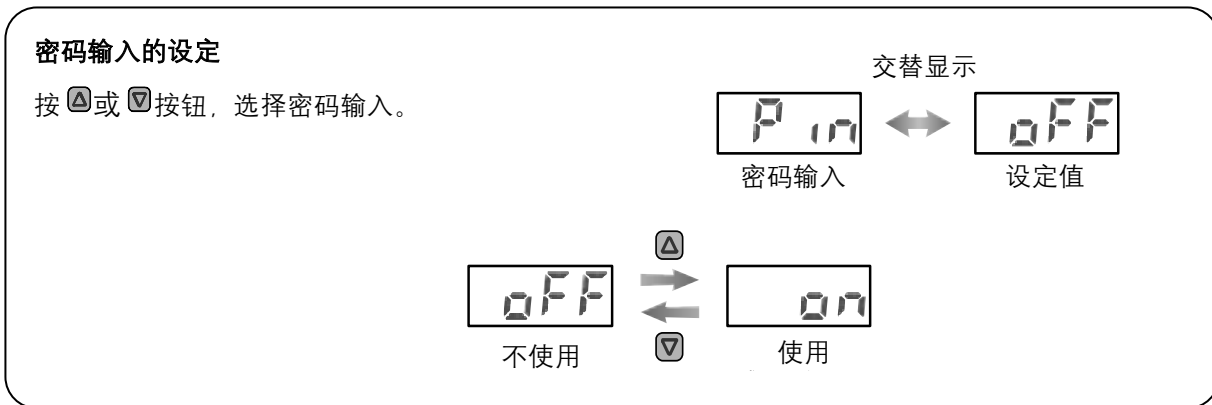 密码输入的设定
按△或▽按钮，选择密码输入。
交替显示
P in oFF
密码输入 设定值
oFF on
不使用 使用